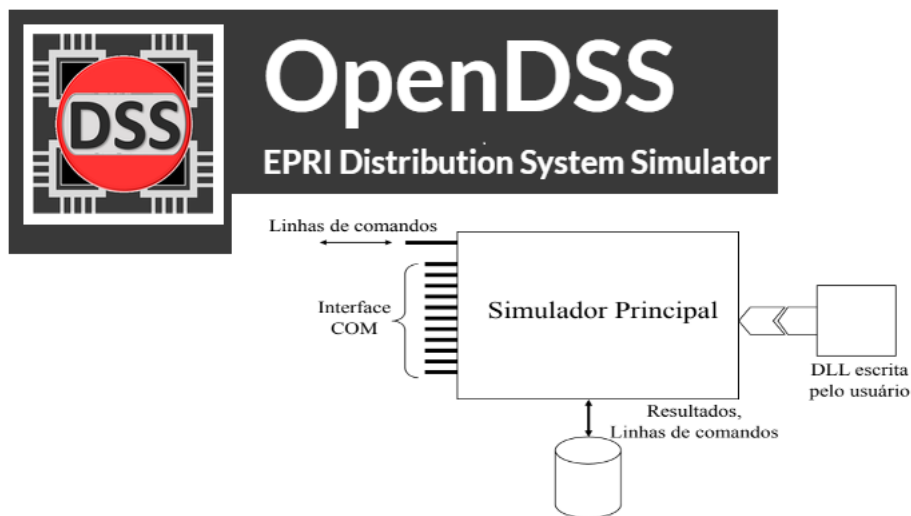 DSS
OpenDSS
EPRI Distribution System Simulator
Linhas de comandos
Interface
COM
Simulador Principal
DLL escrita
pelo usuário
Resultados,
Linhas de comandos